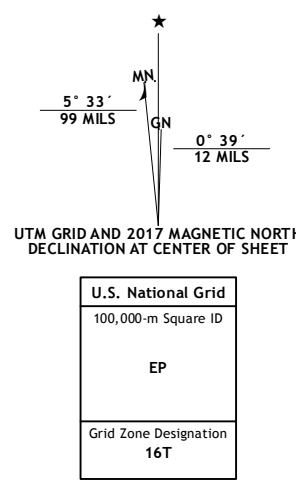 ★
MN.
5° 33´
99 MILS
GN
0° 39´
12 MILS
UTM GRID AND 2017 MAGNETIC NORTH
DECLINATION AT CENTER OF SHEET
U.S. National Grid
100,000-m Square ID
EP
Grid Zone Designation
16T